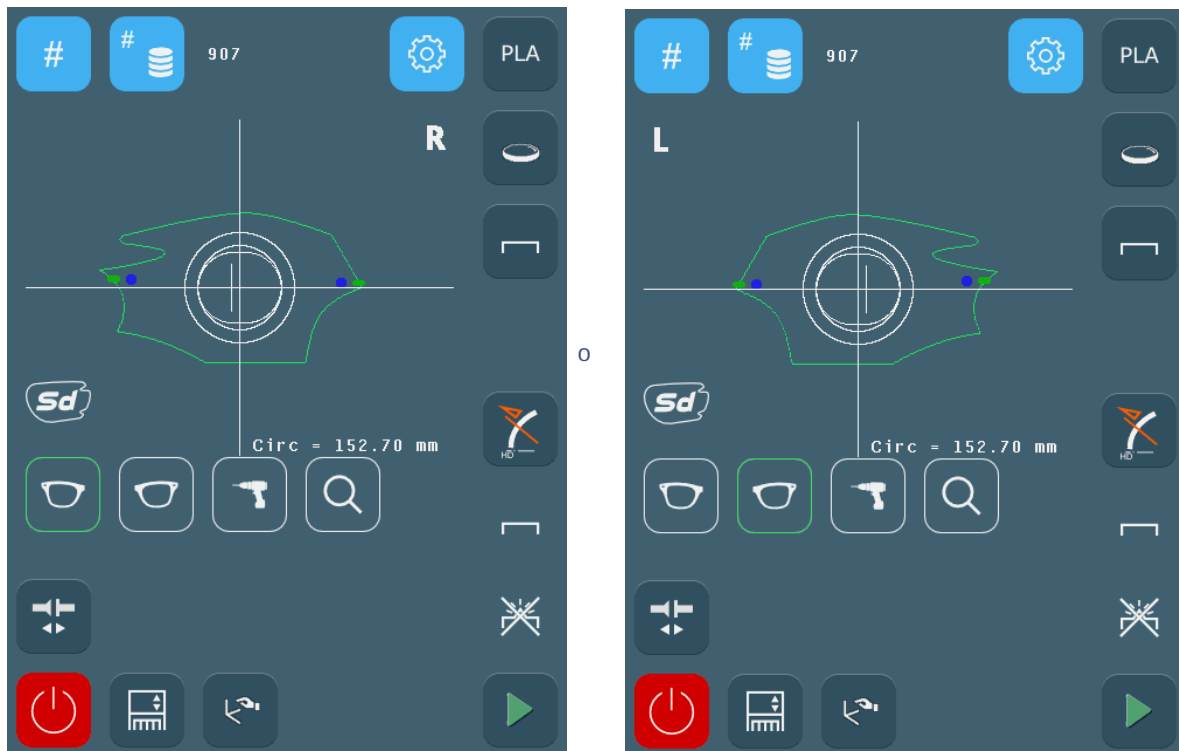 #
#
907
PLA
R
Sd
Circ = 152.70 mm
HD
o
#
#
907
PLA
L
Sd
Circ = 152.70 mm
HD